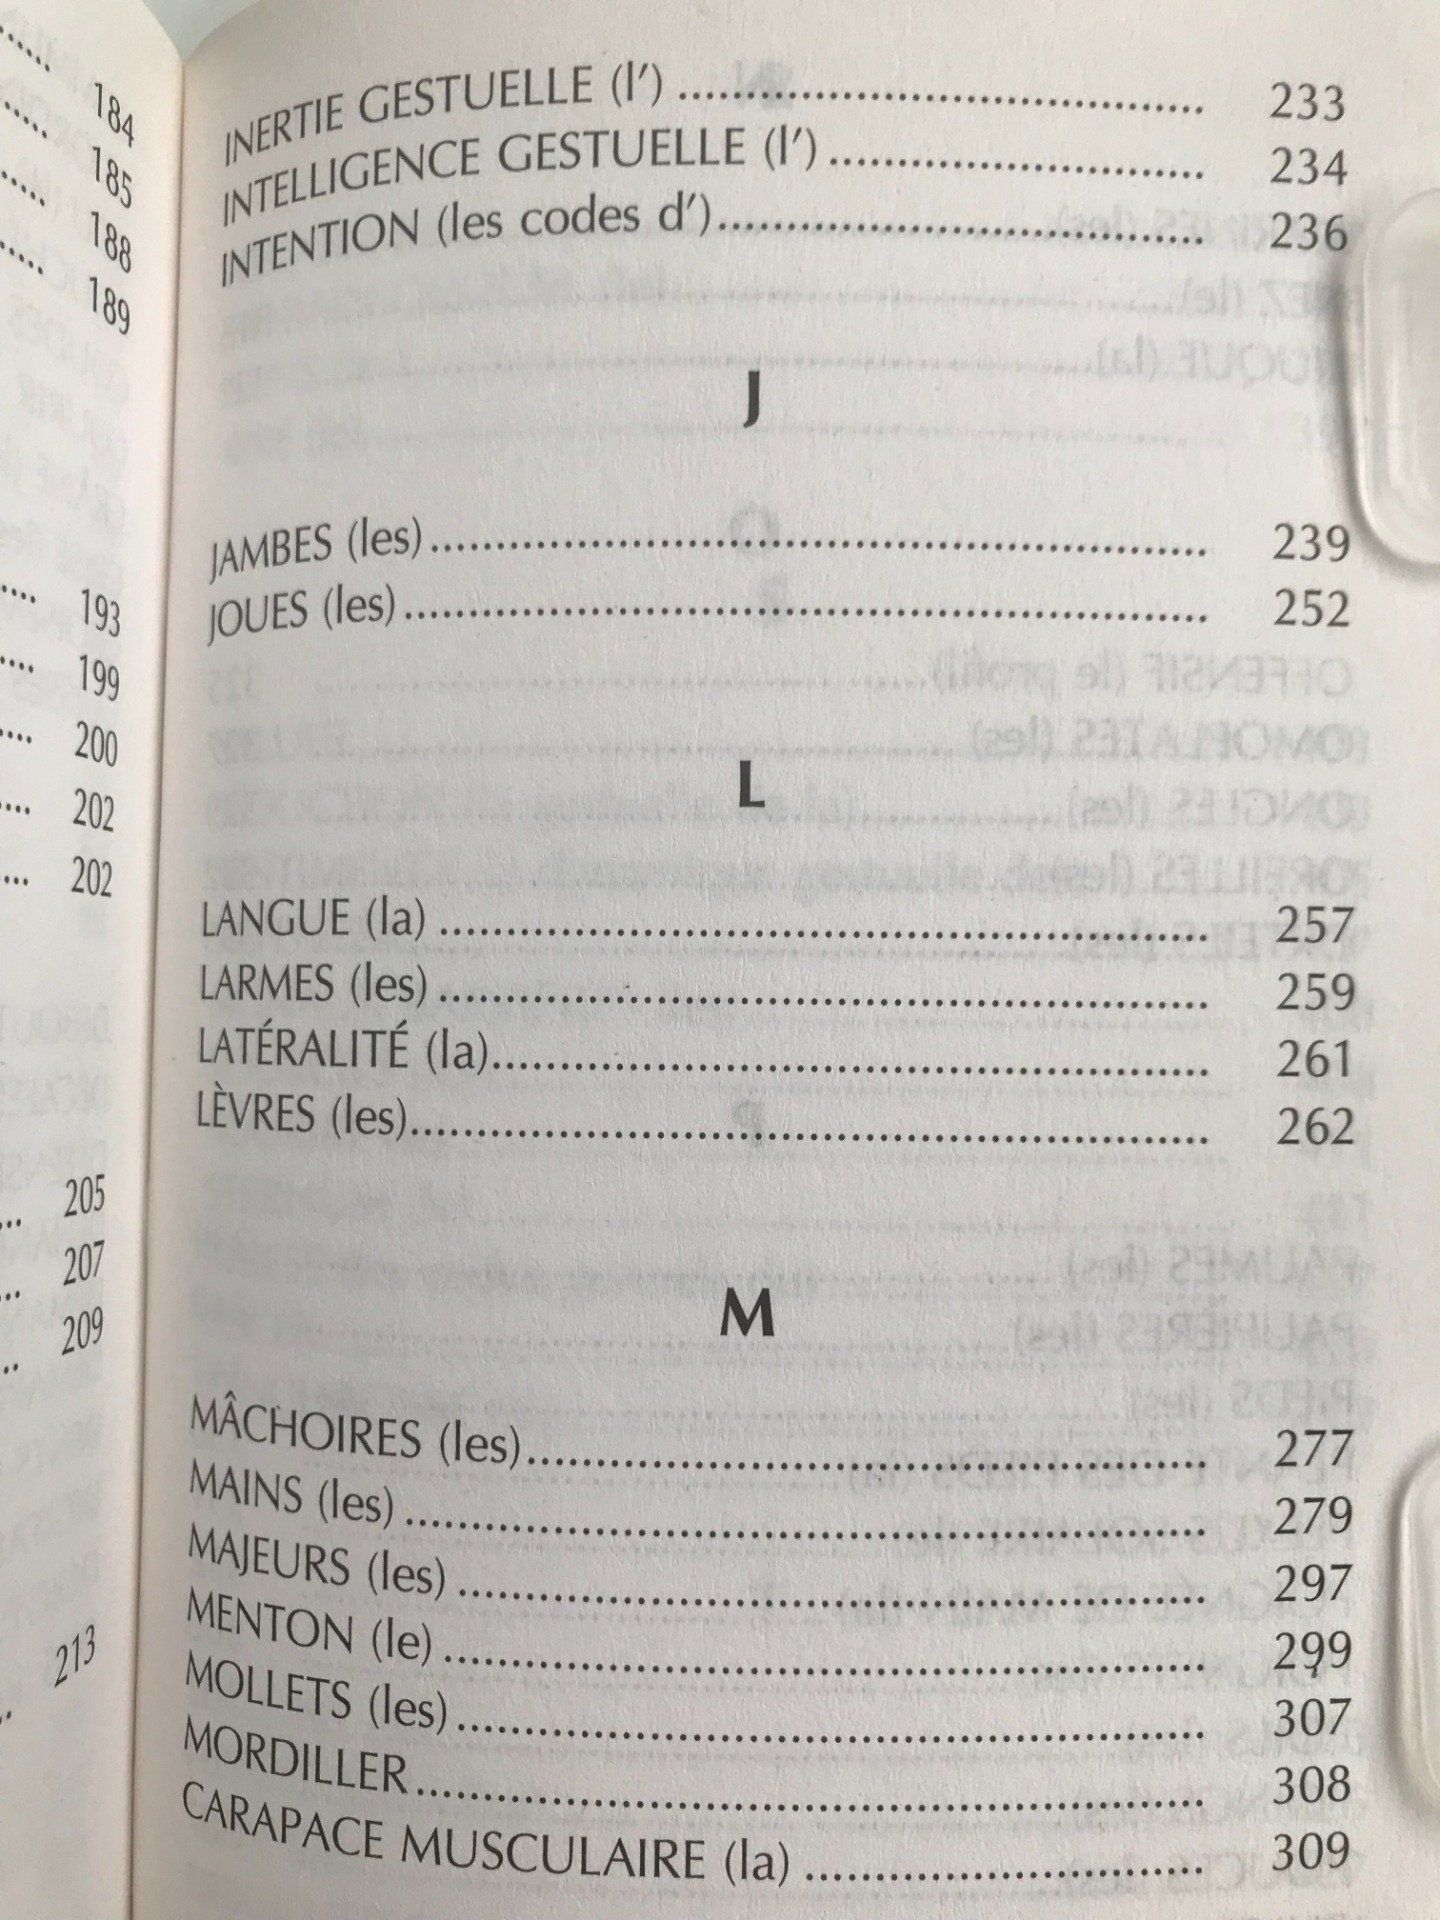 184
185
188
189
193
199
200
202
202
205
207
209
213
INERTIE GESTUELLE (l') ........................................ 233
INTELLIGENCE GESTUELLE (l') ............................. 234
INTENTION (les codes d')..................................... 236
J
JAMBES (les)........................................................... 239
JOUES (les)............................................................. 252
L
LANGUE (la) .......................................................... 257
LARMES (les) .......................................................... 259
LATÉRALITÉ (la)....................................................... 261
LÈVRES (les)............................................................. 262
M
MÂCHOIRES (les).................................................... 277
MAINS (les) ............................................................. 279
MAJEURS (les) ......................................................... 297
MENTON (le) .......................................................... 299
MOLLETS (les)......................................................... 307
MORDILLER............................................................ 308
CARAPACE MUSCULAIRE (la) ............................... 309